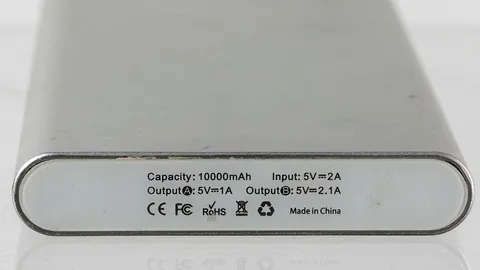 Capacity: 10000mAh Input: 5V⎓2A
OutputⒶ: 5V⎓1A OutputⒷ: 5V⎓2.1A
CE FC RoHS Made in China